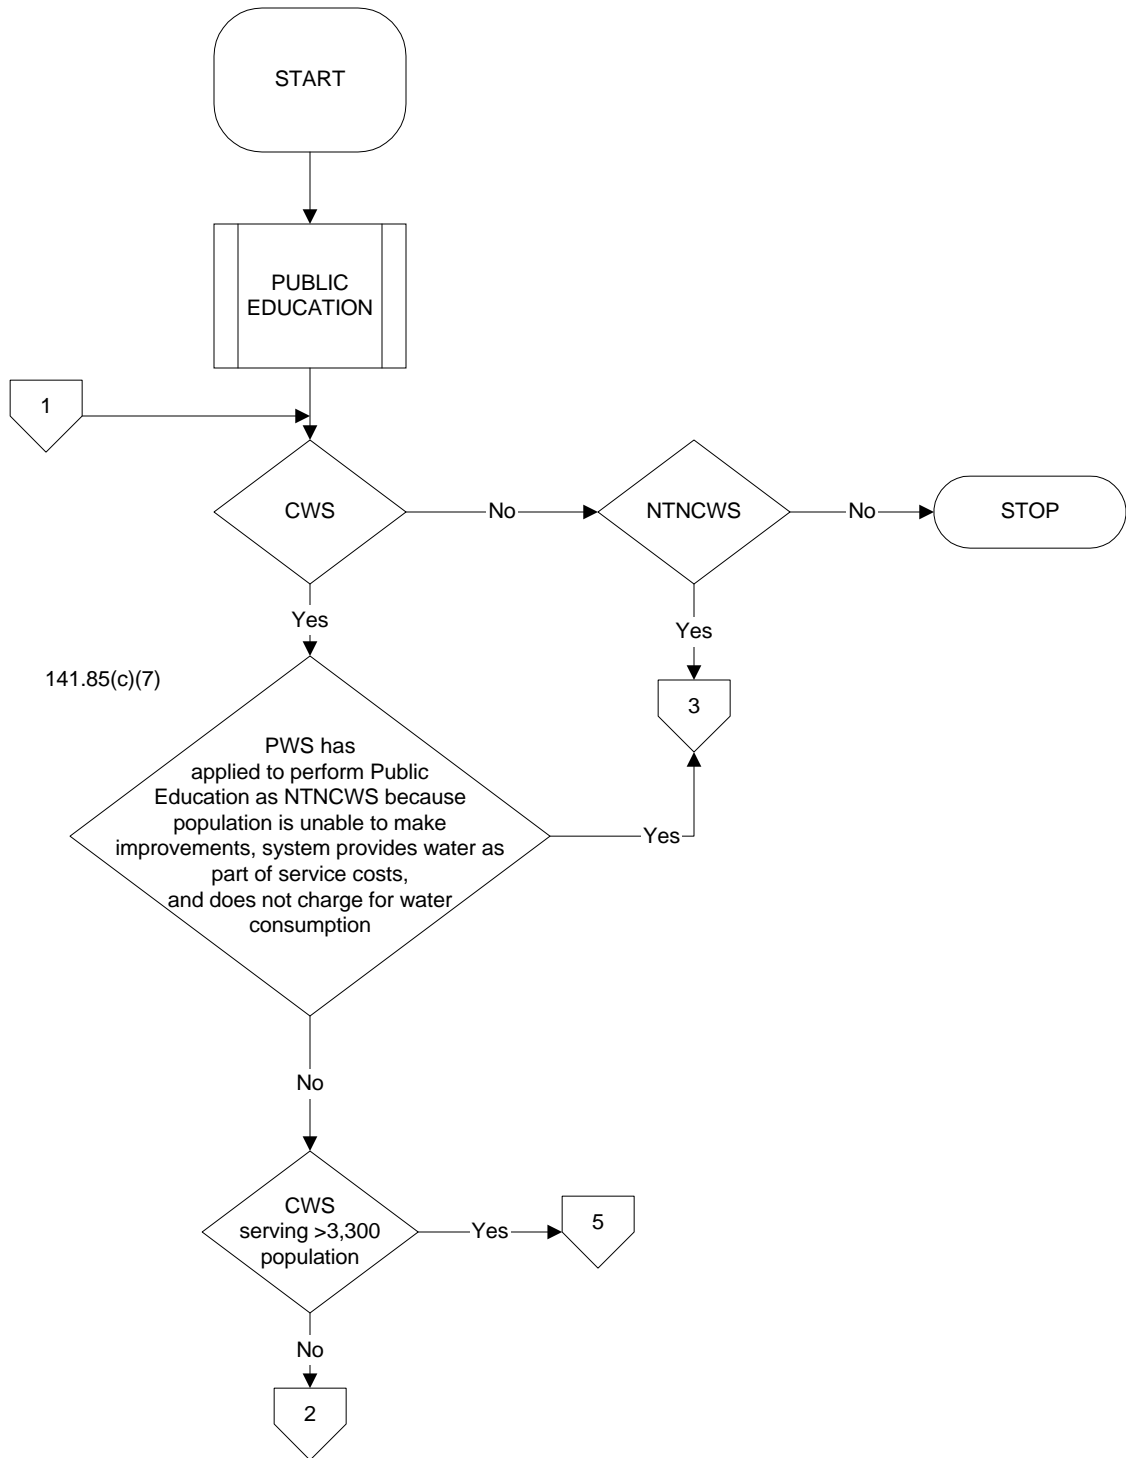 START
PUBLIC
EDUCATION
1
CWS
No
NTNCWS
No
STOP
Yes
Yes
141.85(c)(7)
3
PWS has
applied to perform Public
Education as NTNCWS because
population is unable to make
improvements, system provides water as
part of service costs,
and does not charge for water
consumption
Yes
No
CWS
serving >3,300
population
Yes
5
No
2